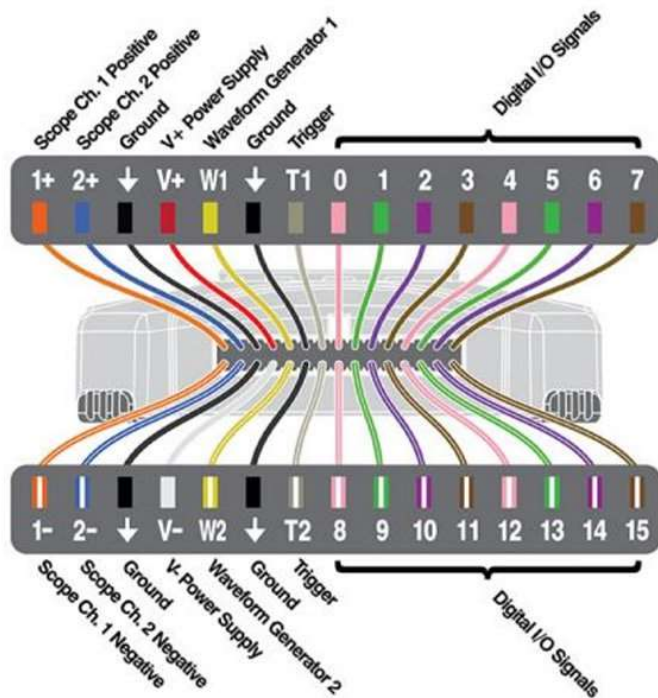 Scope Ch. 1 Positive
Scope Ch. 2 Positive
Ground
V+ Power Supply
Waveform Generator 1
Ground
Trigger
Digital I/O Signals
1+ 2+ ↓ V+ W1 ↓ T1 0 1 2 3 4 5 6 7
1- 2- ↓ V- W2 ↓ T2 8 9 10 11 12 13 14 15
Scope Ch. 1 Negative
Scope Ch. 2 Negative
Ground
V- Power Supply
Waveform Generator 2
Ground
Trigger
Digital I/O Signals